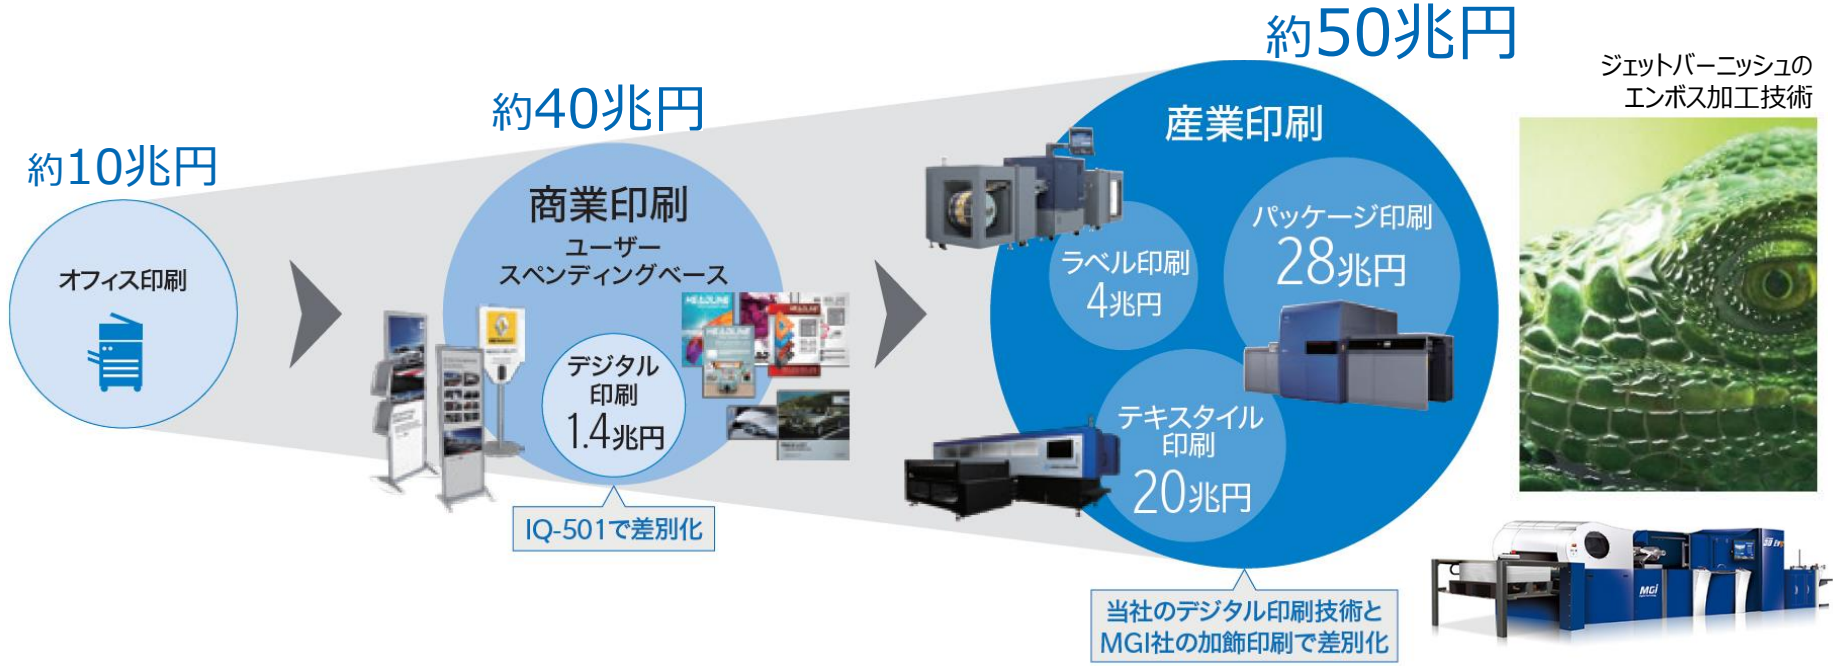 約10兆円
オフィス印刷
約40兆円
商業印刷
ユーザー
スペンディングベース
デジタル
印刷
1.4兆円
IQ-501で差別化
HEADLINE
HEADLINE
約50兆円
産業印刷
ラベル印刷
4兆円
パッケージ印刷
28兆円
テキスタイル
印刷
20兆円
当社のデジタル印刷技術と
MGI社の加飾印刷で差別化
ジェットバーニッシュの
エンボス加工技術
MGI